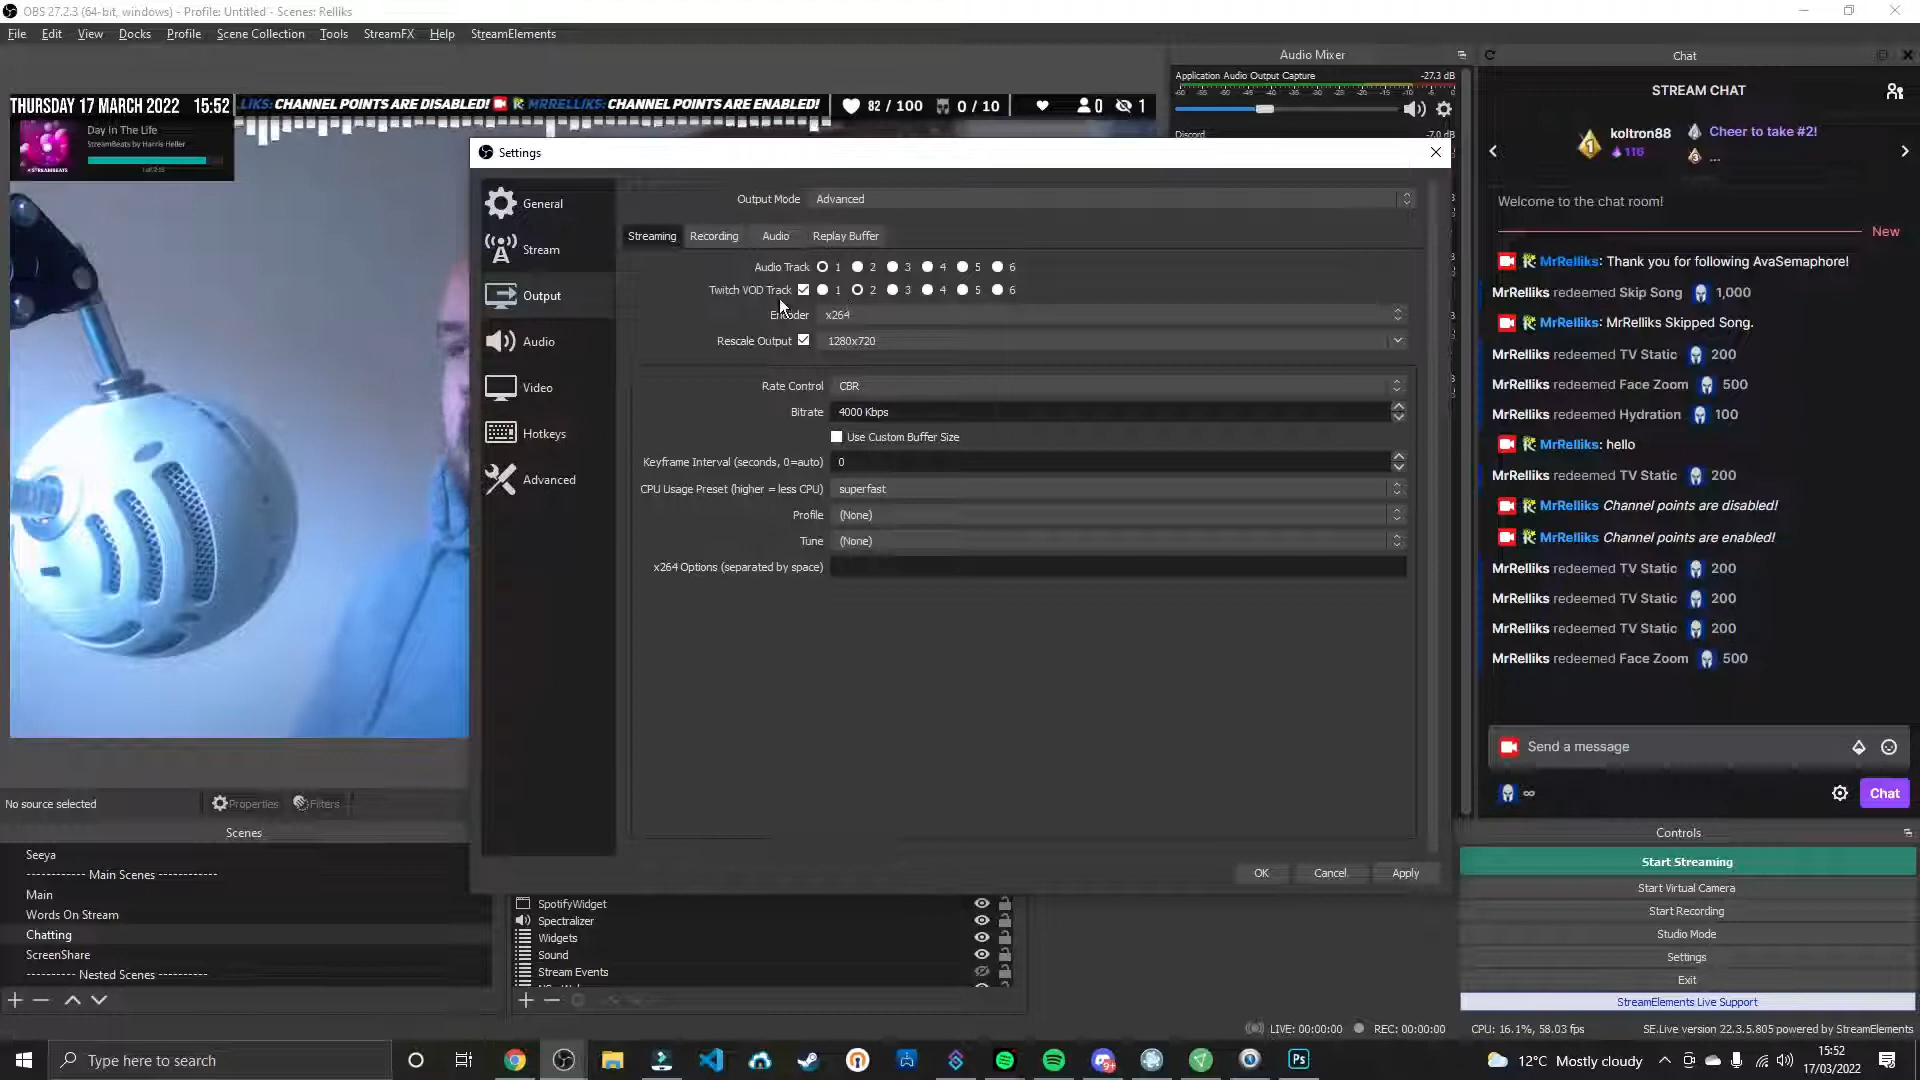 OBS 27.2.3 (64-bit, windows) - Profile: Untitled - Scenes: Relliks
File Edit View Docks Profile Scene Collection Tools StreamFX Help StreamElements
THURSDAY 17 MARCH 2022 15:52
LIKS: CHANNEL POINTS ARE DISABLED! MRRELLIKS: CHANNEL POINTS ARE ENABLED!
82 / 100 0 / 10 0 1
Day In The Life
StreamBeats by Harris Heller
STREAMBEATS
Audio Mixer
Application Audio Output Capture -27.3 dB
Discord -7.0 dB
Settings
General
Stream
Output
Audio
Video
Hotkeys
Advanced
Output Mode Advanced
Streaming Recording Audio Replay Buffer
Audio Track 1 2 3 4 5 6
Twitch VOD Track 1 2 3 4 5 6
Encoder x264
Rescale Output 1280x720
Rate Control CBR
Bitrate 4000 Kbps
Use Custom Buffer Size
Keyframe Interval (seconds, 0=auto) 0
CPU Usage Preset (higher = less CPU) superfast
Profile (None)
Tune (None)
x264 Options (separated by space)
OK Cancel Apply
Chat
STREAM CHAT
1 koltron88 116
Cheer to take #2!
3 ...
Welcome to the chat room!
New
MrRelliks: Thank you for following AvaSemaphore!
MrRelliks redeemed Skip Song 1,000
MrRelliks: MrRelliks Skipped Song.
MrRelliks redeemed TV Static 200
MrRelliks redeemed Face Zoom 500
MrRelliks redeemed Hydration 100
MrRelliks: hello
MrRelliks redeemed TV Static 200
MrRelliks Channel points are disabled!
MrRelliks Channel points are enabled!
MrRelliks redeemed TV Static 200
MrRelliks redeemed TV Static 200
MrRelliks redeemed TV Static 200
MrRelliks redeemed Face Zoom 500
Send a message
∞ Chat
No source selected Properties Filters
Scenes
Seeya
------------ Main Scenes ------------
Main
Words On Stream
Chatting
ScreenShare
---------- Nested Scenes ----------
SpotifyWidget
Spectralizer
Widgets
Sound
Stream Events
Controls
Start Streaming
Start Virtual Camera
Start Recording
Studio Mode
Settings
Exit
StreamElements Live Support
LIVE: 00:00:00 REC: 00:00:00 CPU: 16.1%, 58.03 fps SE.Live version 22.3.5.805 powered by StreamElements
Type here to search
Ps
12°C Mostly cloudy
15:52
17/03/2022